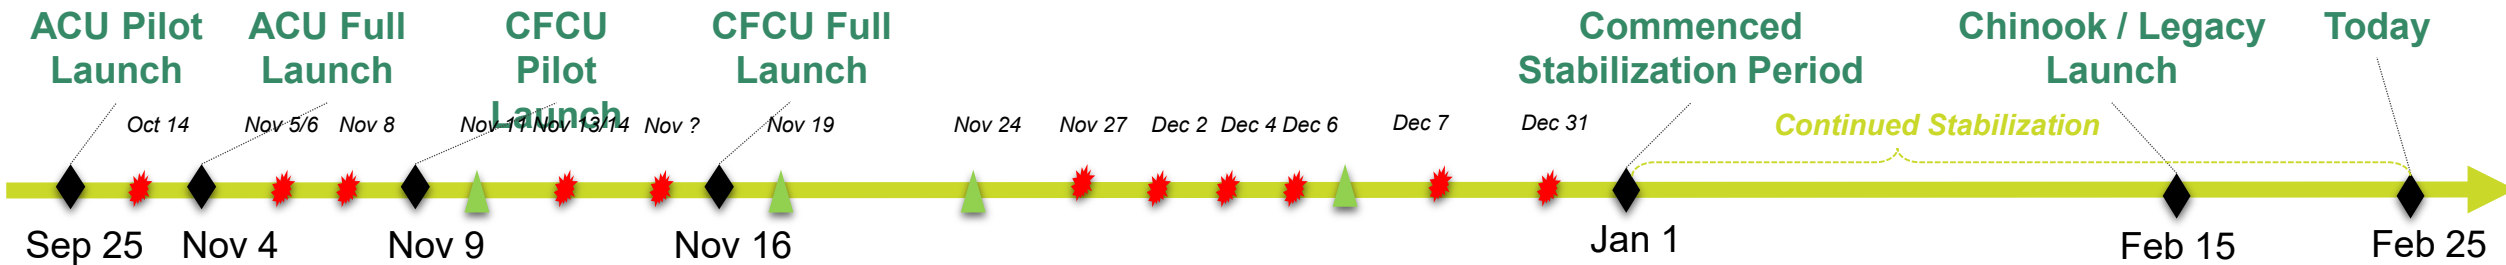 ACU Pilot
Launch
ACU Full
Launch
CFCU
Pilot
Launch
CFCU Full
Launch
Commenced
Stabilization Period
Chinook / Legacy
Launch
Today
Oct 14
Nov 5/6
Nov 8
Nov 11
Nov 13/14
Nov ?
Nov 19
Nov 24
Nov 27
Dec 2
Dec 4
Dec 6
Dec 7
Dec 31
Continued Stabilization
Sep 25
Nov 4
Nov 9
Nov 16
Jan 1
Feb 15
Feb 25